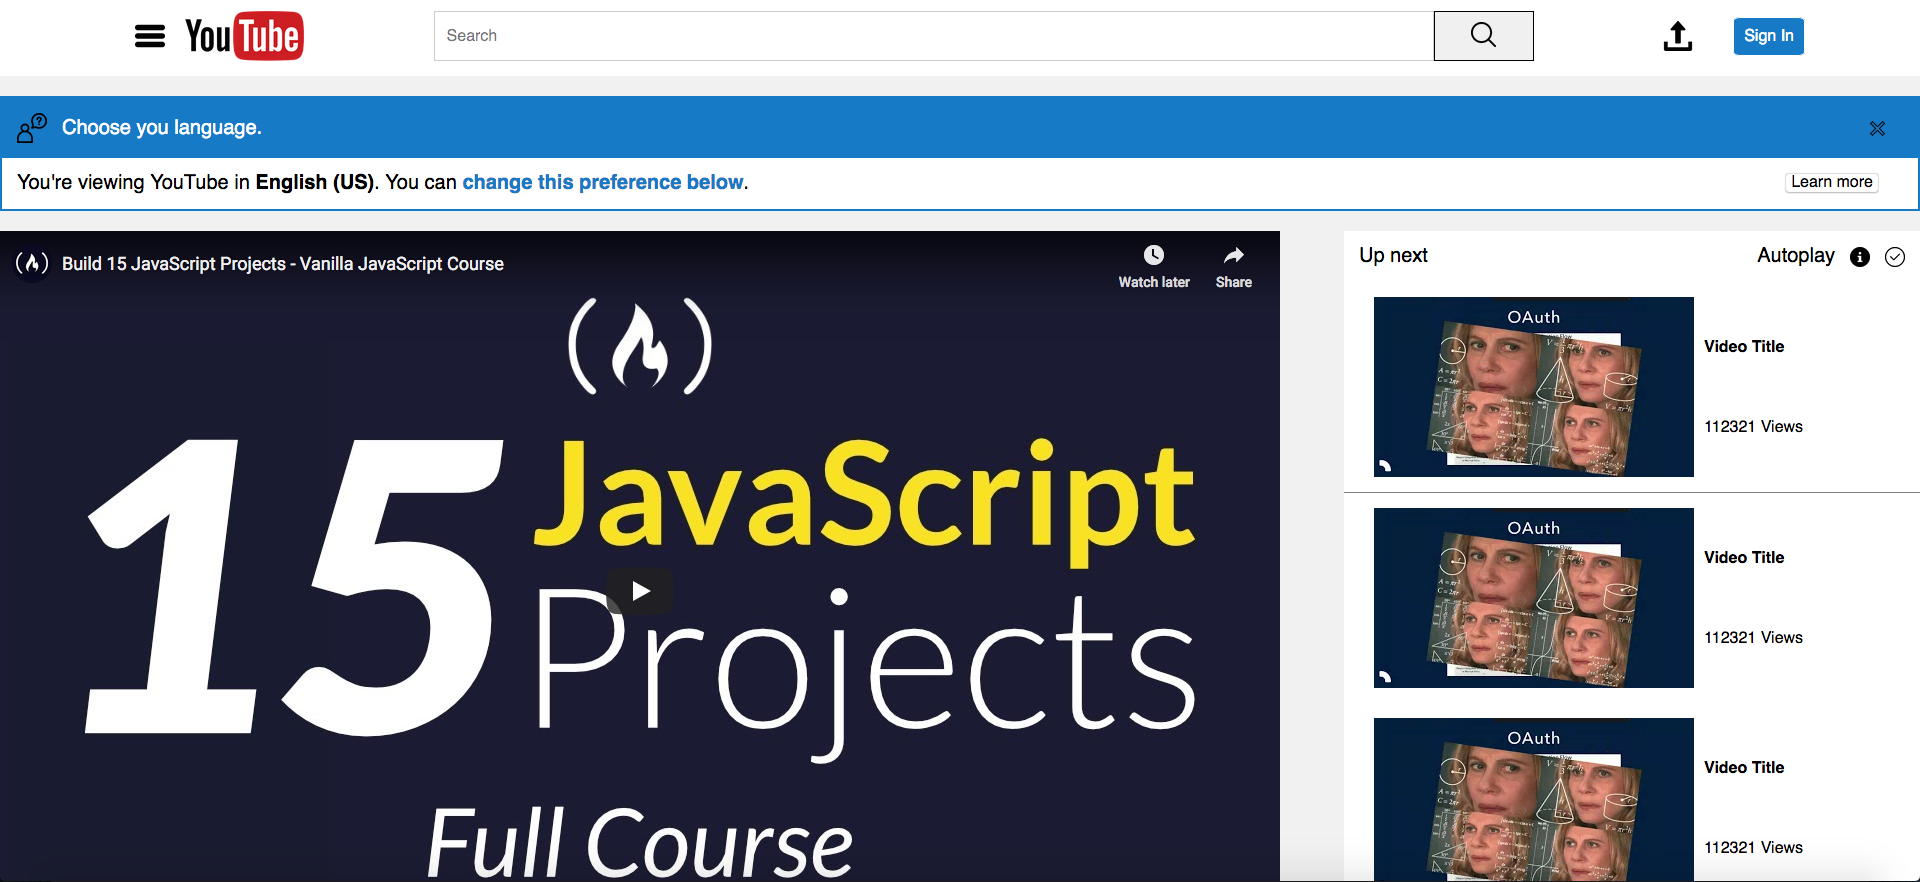 YouTube
Search
Sign In
Choose you language.
You're viewing YouTube in English (US). You can change this preference below.
Learn more
Build 15 JavaScript Projects - Vanilla JavaScript Course
Watch later
Share
15 JavaScript
Projects
Full Course
Up next
Autoplay
OAuth
Video Title
112321 Views
OAuth
Video Title
112321 Views
OAuth
Video Title
112321 Views